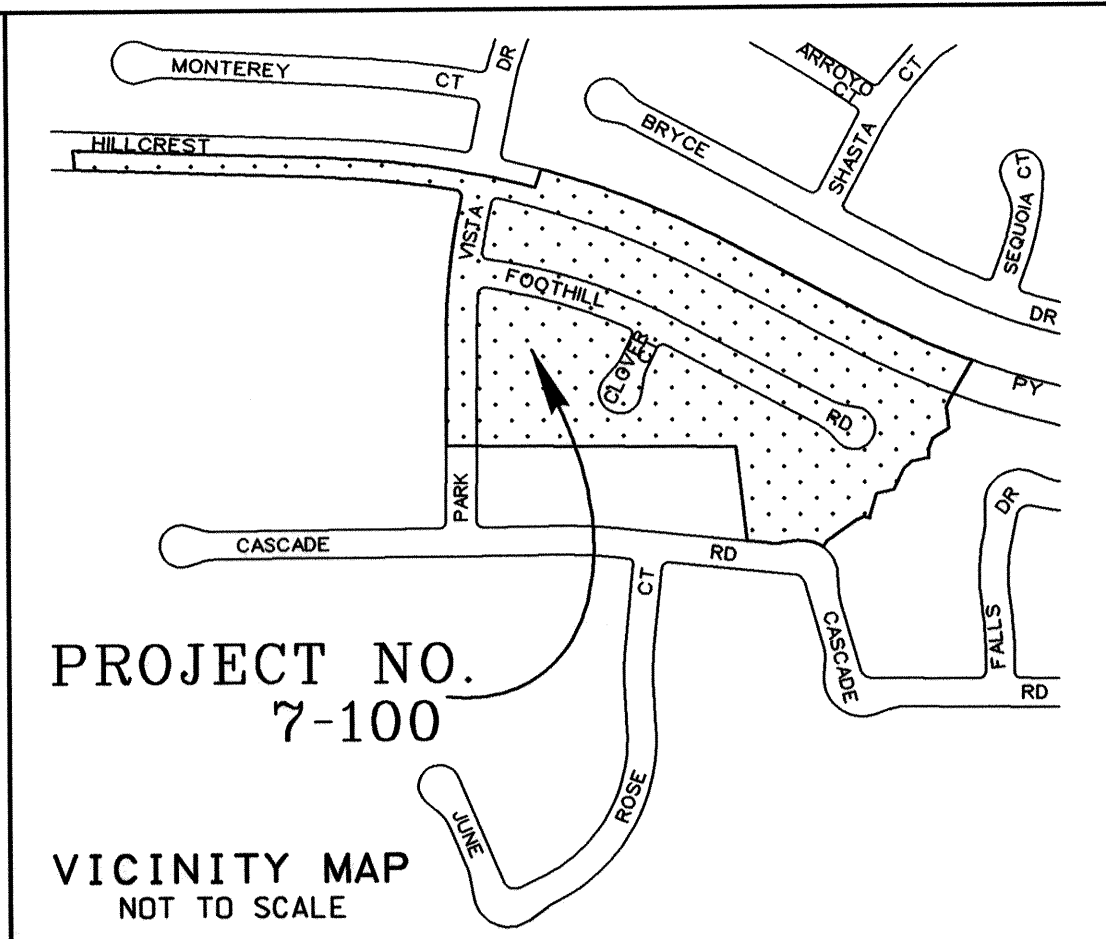 MONTEREY CT
DR
ARROYO
CT
CT
HILLCREST
BRYCE
SHASTA
SEQUOIA CT
VISTA
FOOTHILL
DR
CLOVER
CT
PY
RD
PARK
DR
CASCADE
RD
CT
CASCADE
FALLS
RD
PROJECT NO.
7-100
ROSE
JUNE
VICINITY MAP
NOT TO SCALE